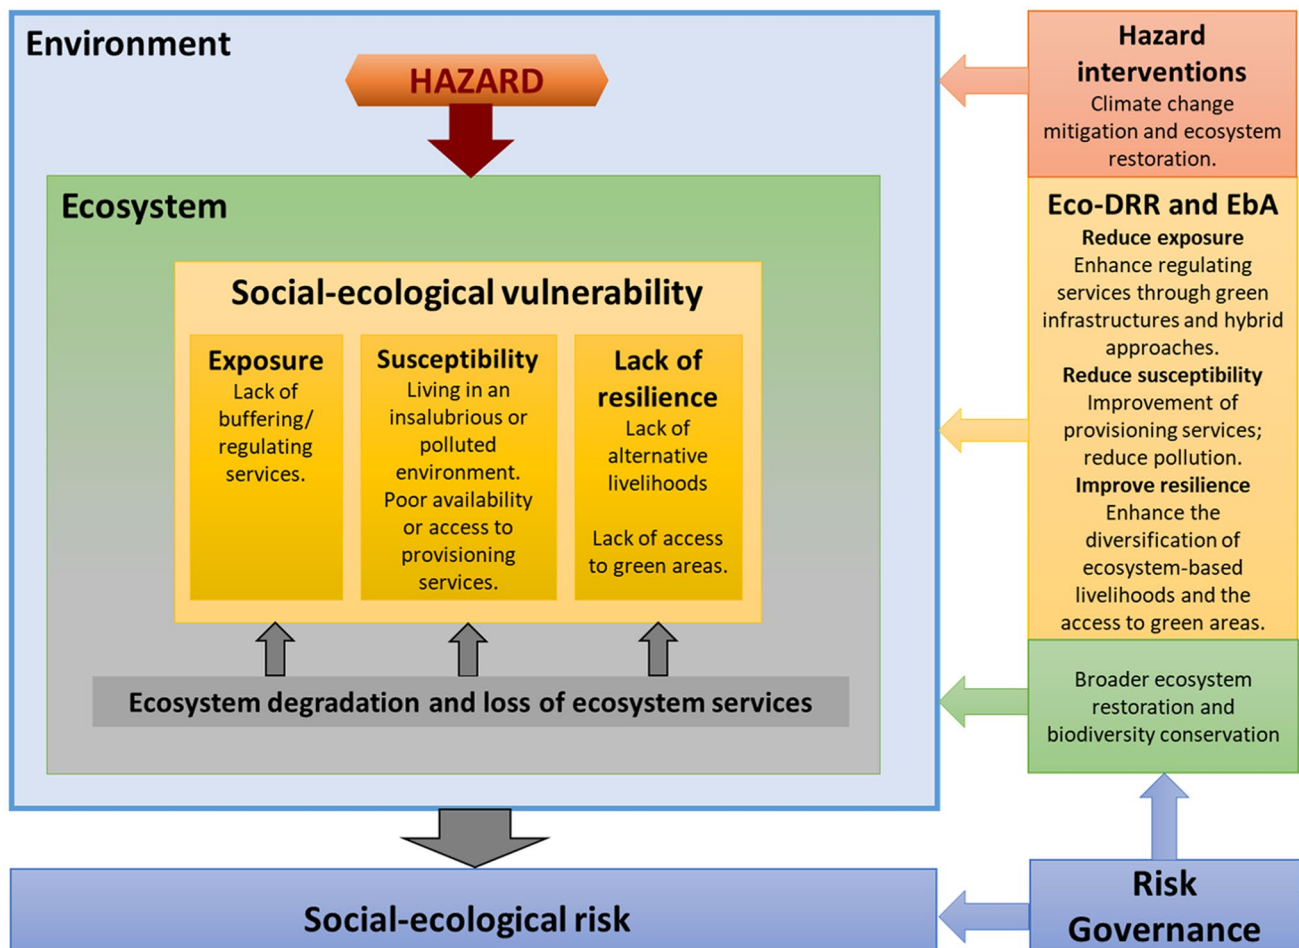 Environment
HAZARD
Ecosystem
Social-ecological vulnerability
Exposure
Lack of
buffering/
regulating
services.
Susceptibility
Living in an
insalubrious or
polluted
environment.
Poor availability
or access to
provisioning
services.
Lack of
resilience
Lack of
alternative
livelihoods
Lack of access
to green areas.
Ecosystem degradation and loss of ecosystem services
Social-ecological risk
Hazard
interventions
Climate change
mitigation and ecosystem
restoration.
Eco-DRR and EbA
Reduce exposure
Enhance regulating
services through green
infrastructures and hybrid
approaches.
Reduce susceptibility
Improvement of
provisioning services;
reduce pollution.
Improve resilience
Enhance the
diversification of
ecosystem-based
livelihoods and the
access to green areas.
Broader ecosystem
restoration and
biodiversity conservation
Risk
Governance